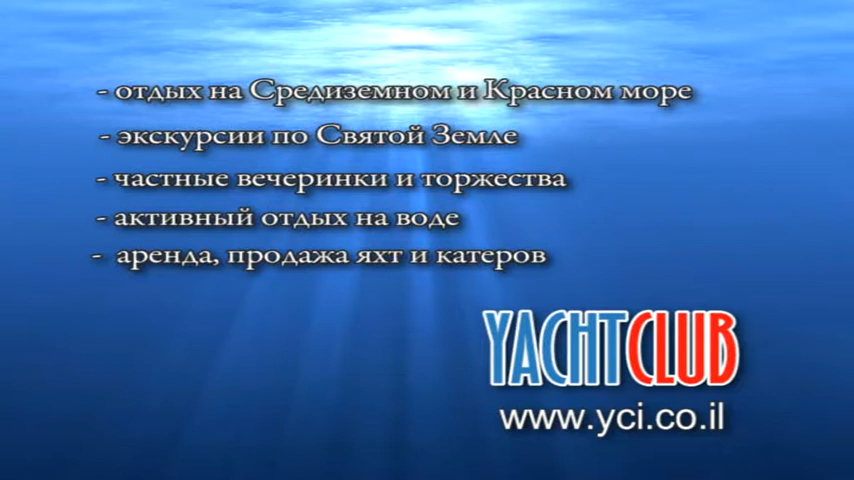 - отдых на Средиземном и Красном море
- экскурсии по Святой Земле
- частные вечеринки и торжества
- активный отдых на воде
- аренда, продажа яхт и катеров
YACHTCLUB
www.yci.co.il